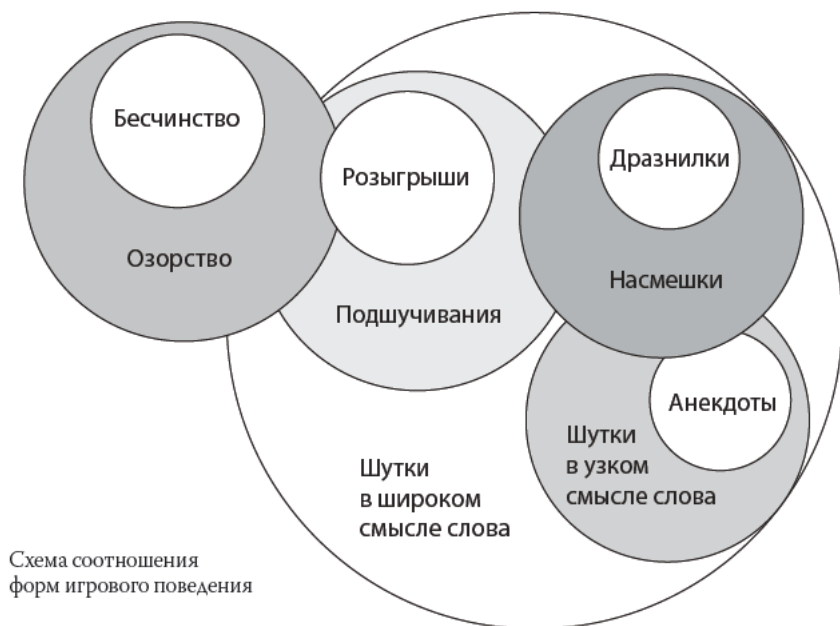 Бесчинство
Озорство
Розыгрыши
Подшучивания
Дразнилки
Насмешки
Анекдоты
Шутки
в узком
смысле слова
Шутки
в широком
смысле слова
Схема соотношения
форм игрового поведения